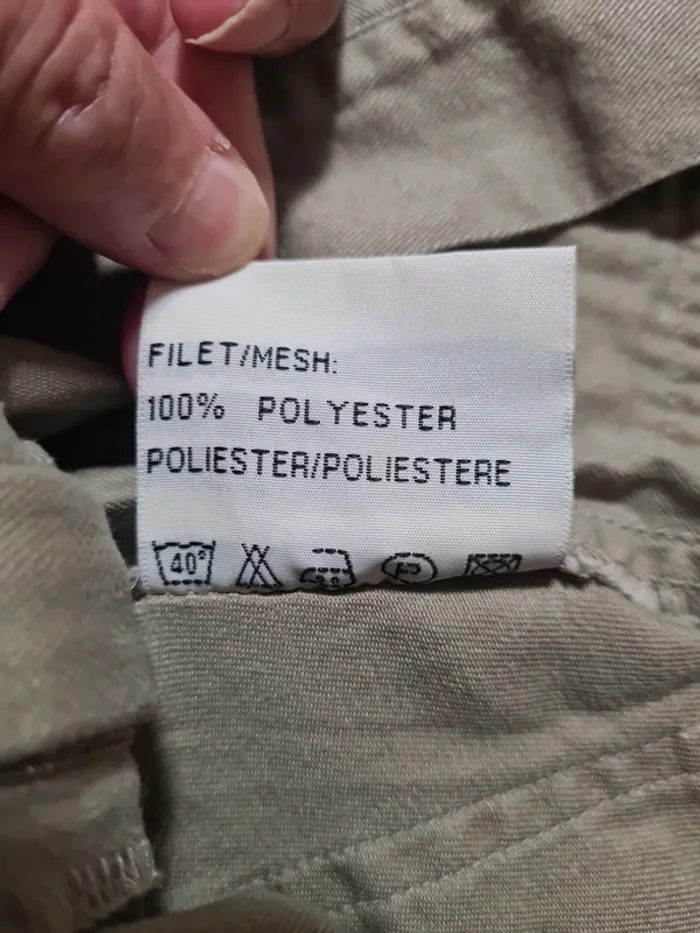 FILET/MESH:
100% POLYESTER
POLIESTER/POLIESTERE
40°
P